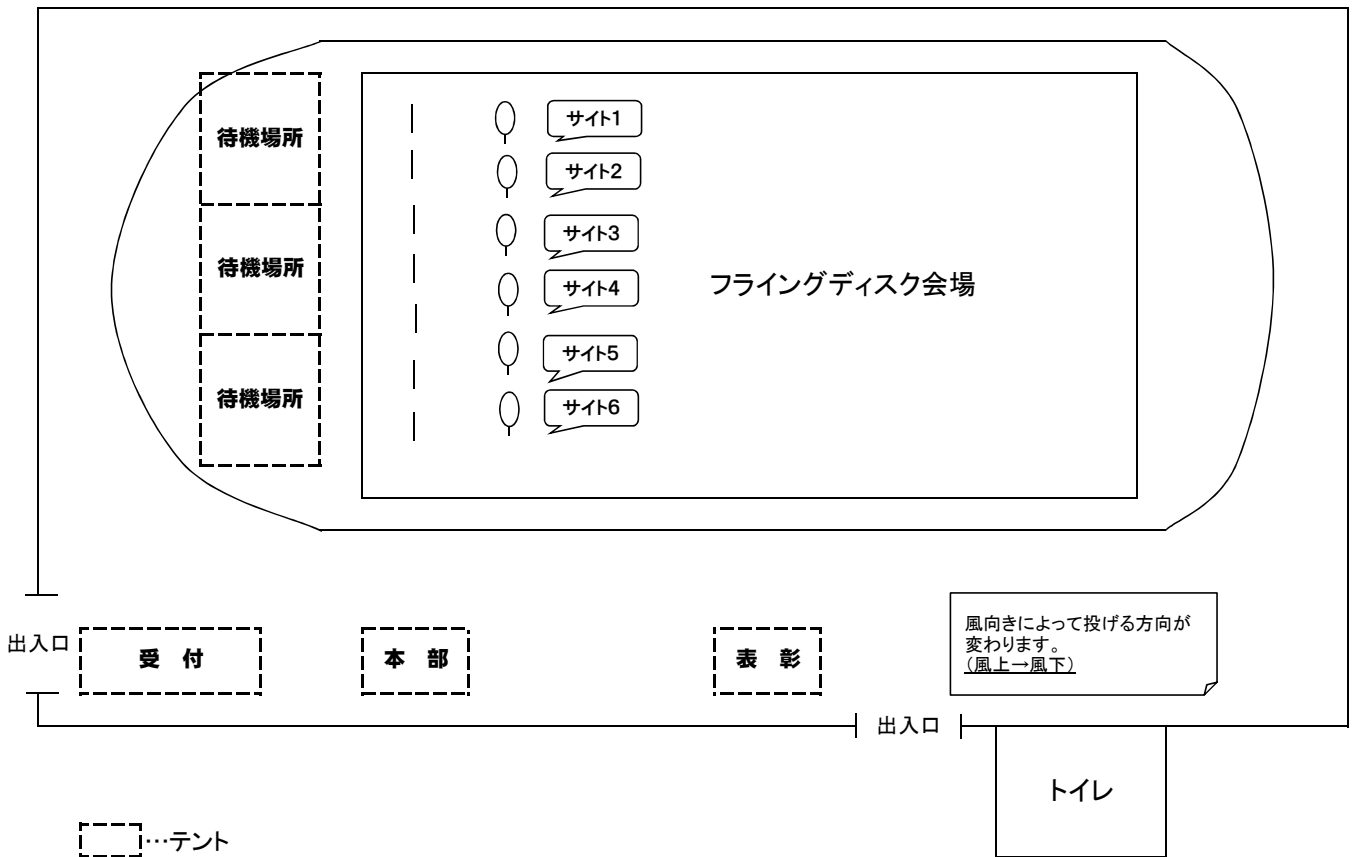 待機場所
待機場所
待機場所
サイト1
サイト2
サイト3
サイト4
サイト5
サイト6
フライングディスク会場
出入口
受 付
本 部
表 彰
風向きによって投げる方向が
変わります。
(風上→風下)
出入口
トイレ
…テント